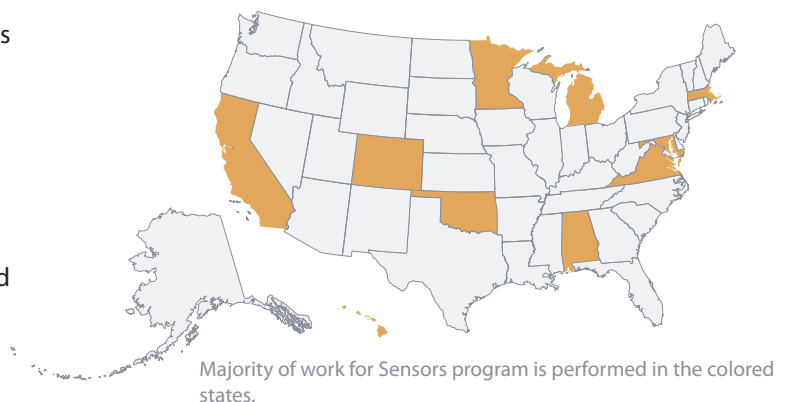 s
d
Majority of work for Sensors program is performed in the colored
states.